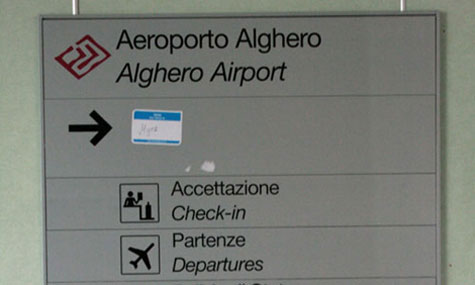 Aeroporto Alghero
Alghero Airport
Accettazione
Check-in
Partenze
Departures